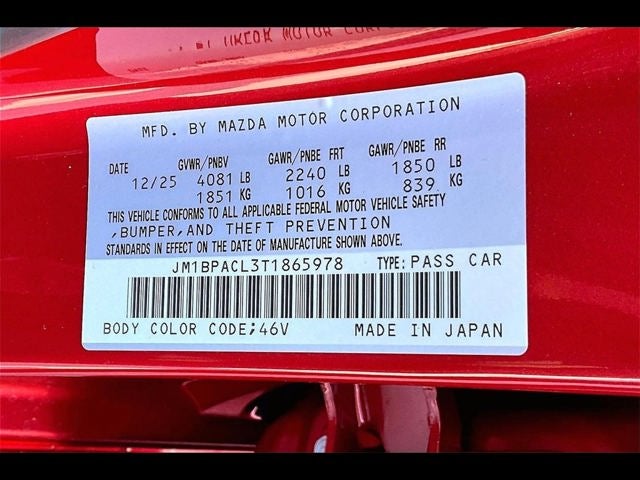 MFD. BY MAZDA MOTOR CORPORATION
DATE GVWR/PNBV GAWR/PNBE FRT GAWR/PNBE RR
12/25 4081 LB 2240 LB 1850 LB
1851 KG 1016 KG 839 KG
THIS VEHICLE CONFORMS TO ALL APPLICABLE FEDERAL MOTOR VEHICLE SAFETY
,BUMPER,AND THEFT PREVENTION
STANDARDS IN EFFECT ON THE DATE OF MANUFACTURE SHOWN ABOVE.
JM1BPACL3T1865978 TYPE: PASS CAR
BODY COLOR CODE;46V MADE IN JAPAN